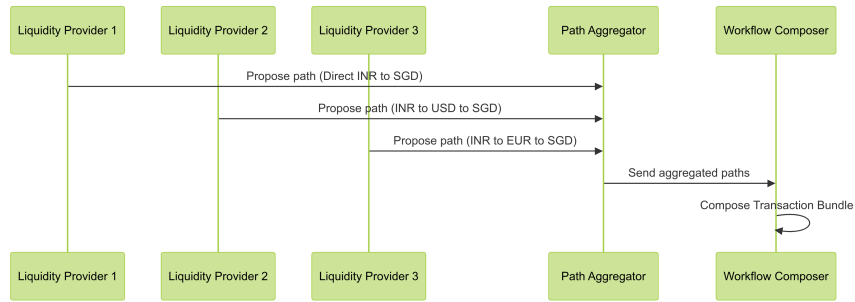 Liquidity Provider 1
Liquidity Provider 2
Liquidity Provider 3
Path Aggregator
Workflow Composer
Propose path (Direct INR to SGD)
Propose path (INR to USD to SGD)
Propose path (INR to EUR to SGD)
Send aggregated paths
Compose Transaction Bundle
Liquidity Provider 1
Liquidity Provider 2
Liquidity Provider 3
Path Aggregator
Workflow Composer